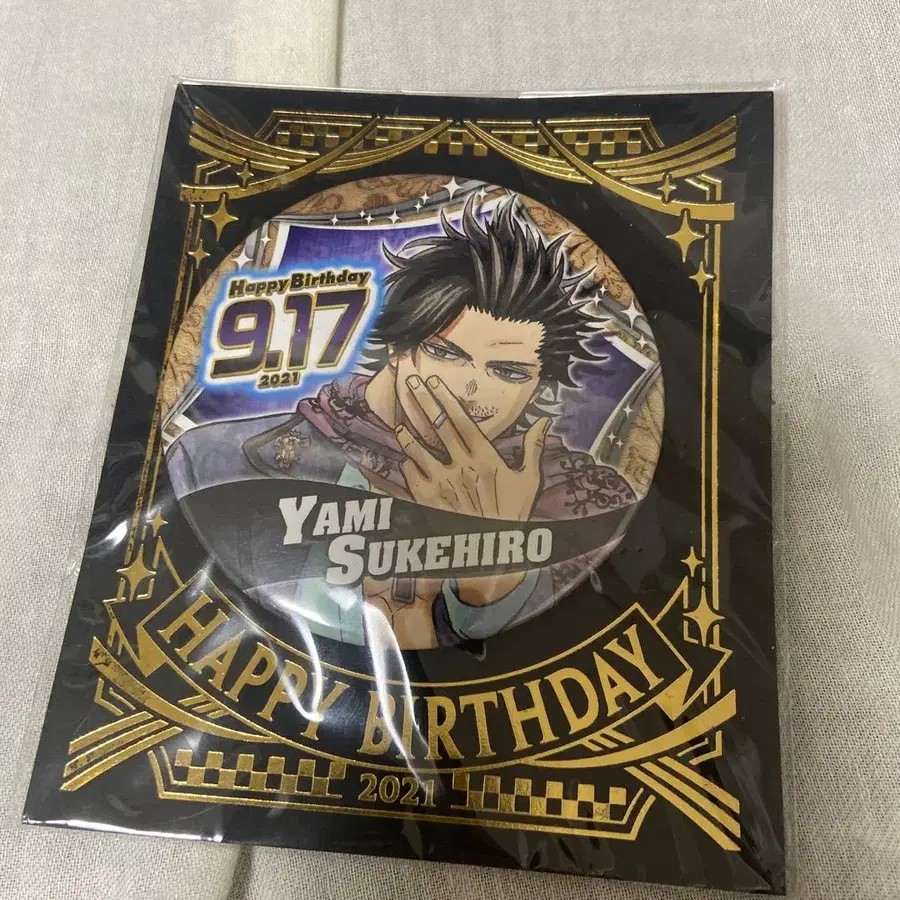 Happy Birthday
9.17
2021
YAMI
SUKEHIRO
HAPPY BIRTHDAY
2021